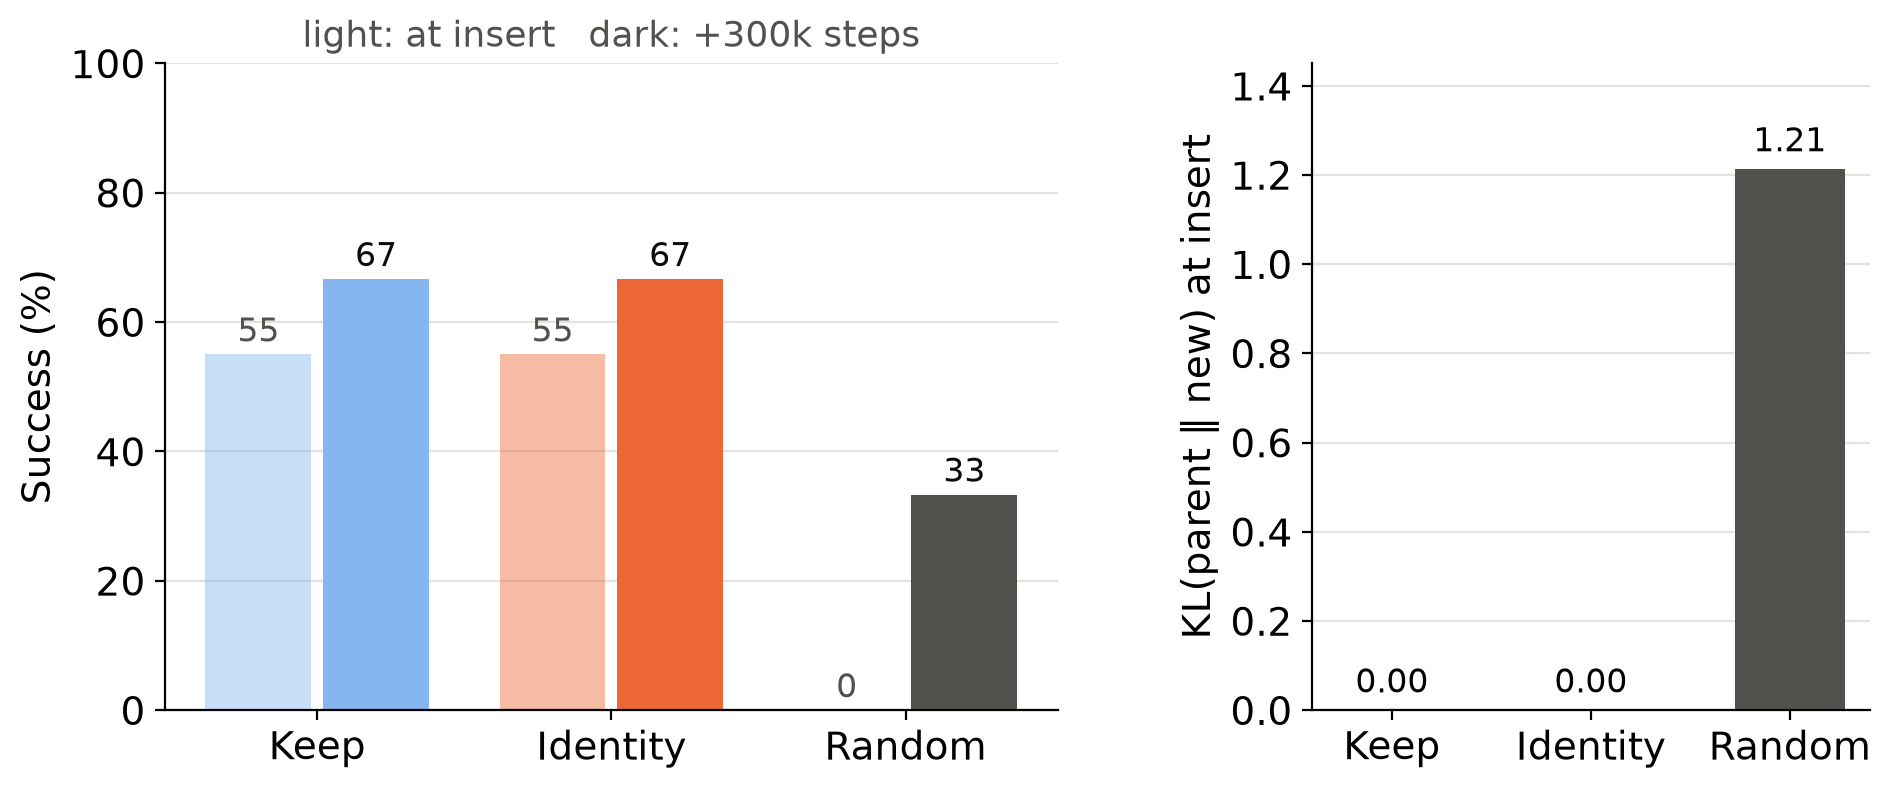 light: at insert   dark: +300k steps
Success (%)
100
80
60
40
20
0
55
67
55
67
0
33
Keep
Identity
Random
KL(parent ∥ new) at insert
1.4
1.2
1.0
0.8
0.6
0.4
0.2
0.0
0.00
0.00
1.21
Keep
Identity
Random